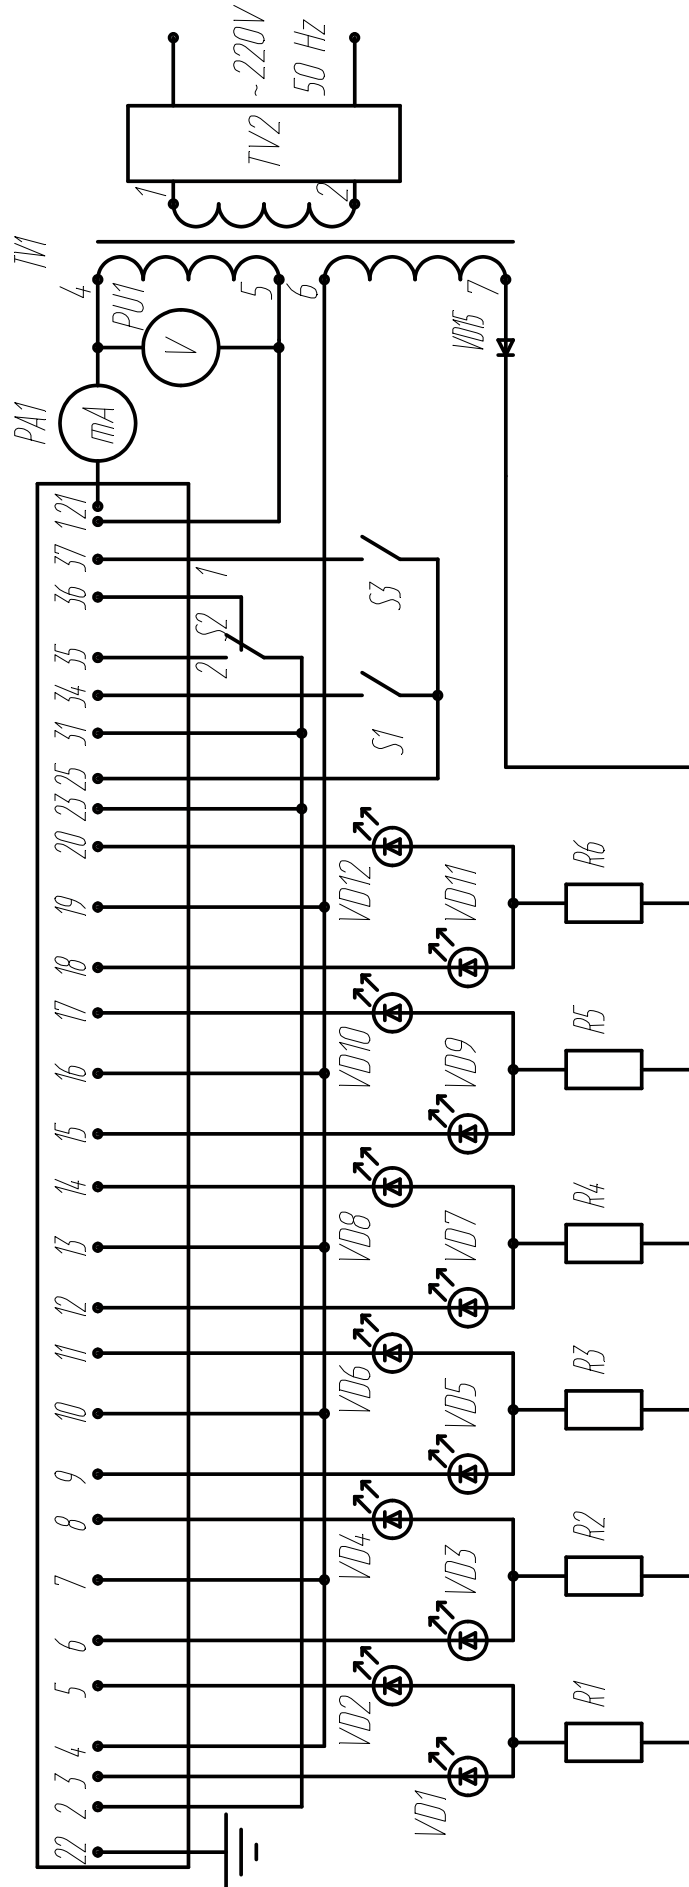 ~220V
50 Hz
TV2
1
2
TV1
4
5
6
7
PU1
V
VD15
PA1
mA
21
1
37
36
35
34
31
25
23
20
19
18
17
16
15
14
13
12
11
10
9
8
7
6
5
4
3
2
22
1
S2
2
S3
S1
VD12
VD11
R6
VD10
VD9
R5
VD8
VD7
R4
VD6
VD5
R3
VD4
VD3
R2
VD2
VD1
R1